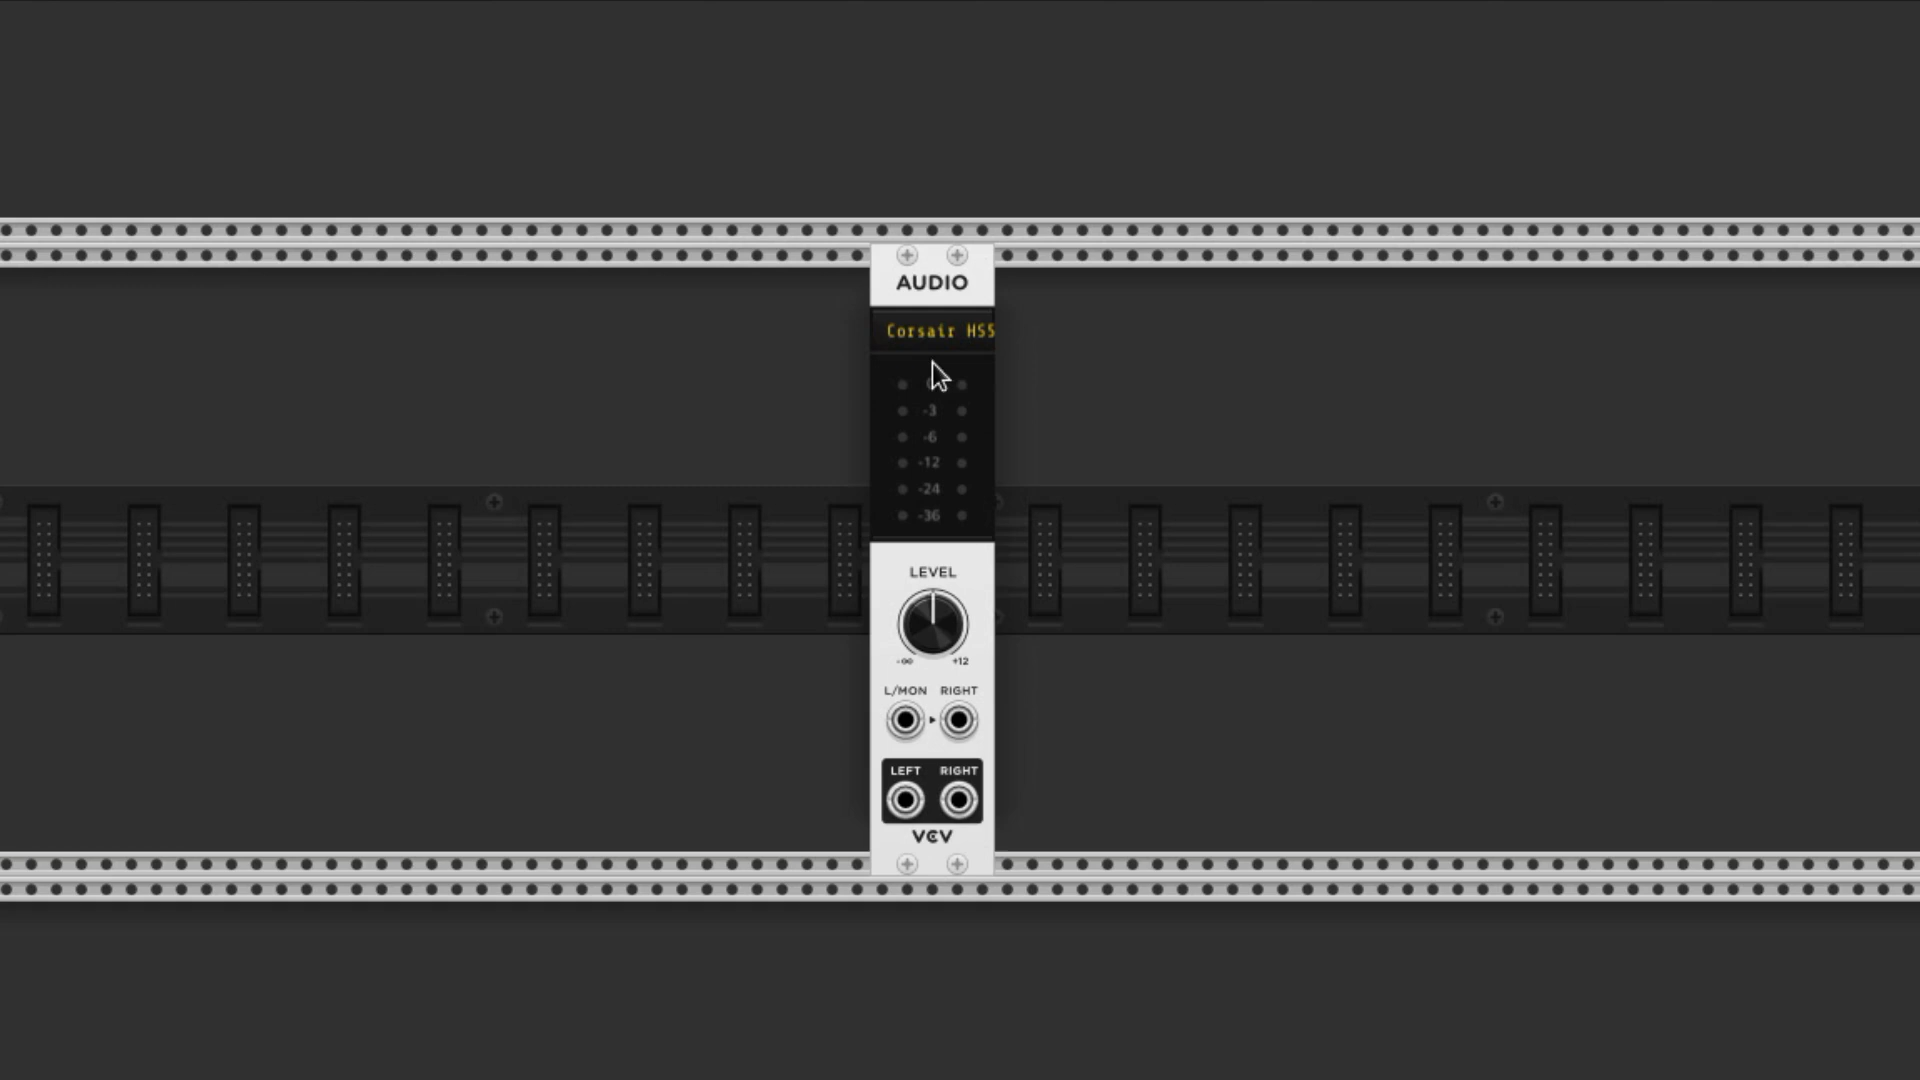 AUDIO
Corsair HS5
-3
-6
-12
-24
-36
LEVEL
-∞ +12
L/MON RIGHT
LEFT RIGHT
VCV